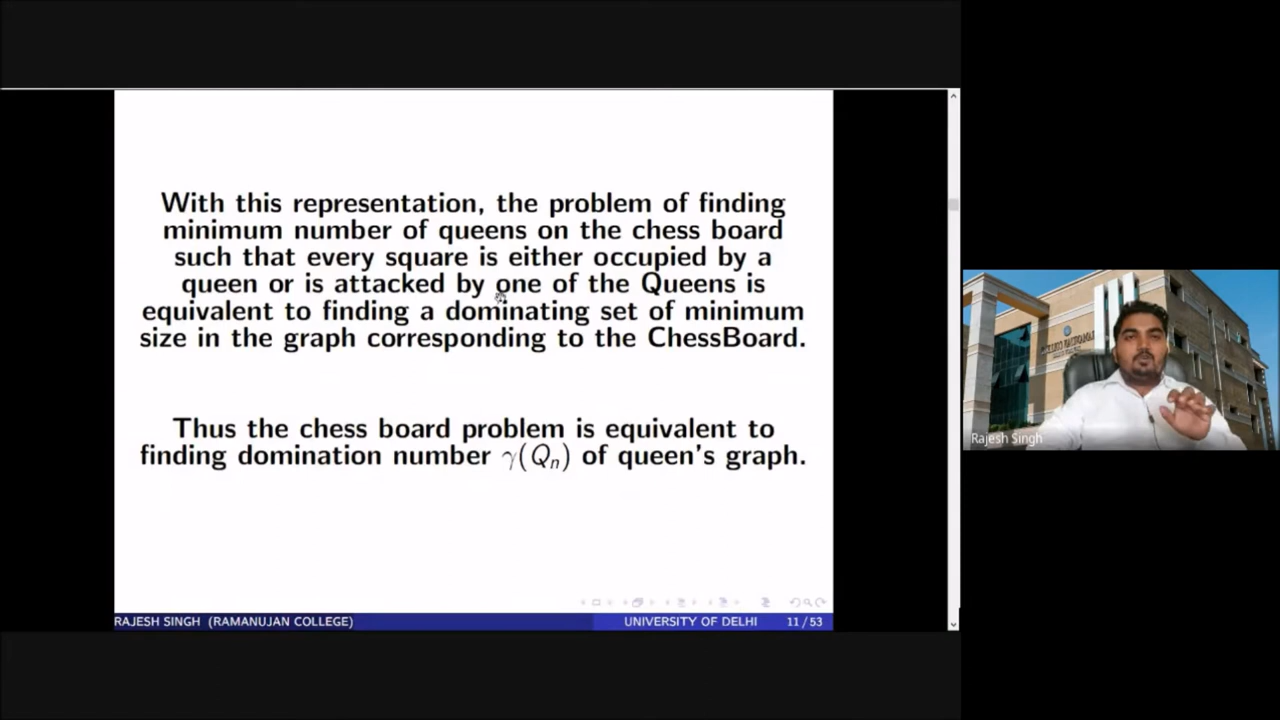 With this representation, the problem of finding
minimum number of queens on the chess board
such that every square is either occupied by a
queen or is attacked by one of the Queens is
equivalent to finding a dominating set of minimum
size in the graph corresponding to the ChessBoard.
Thus the chess board problem is equivalent to
finding domination number γ(Qₙ) of queen's graph.
RAJESH SINGH (RAMANUJAN COLLEGE) UNIVERSITY OF DELHI 11 / 53
Rajesh Singh